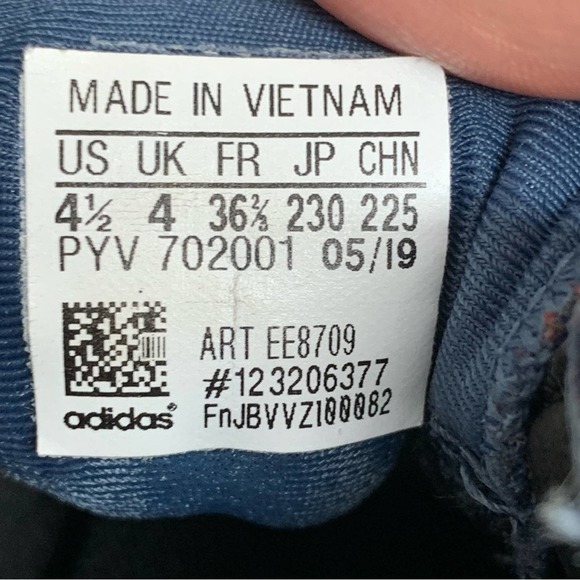 MADE IN VIETNAM
US UK FR JP CHN
4½ 4 36⅔ 230 225
PYV 702001 05/19
ART EE8709
#123206377
adidas® FnJBVVZI00082